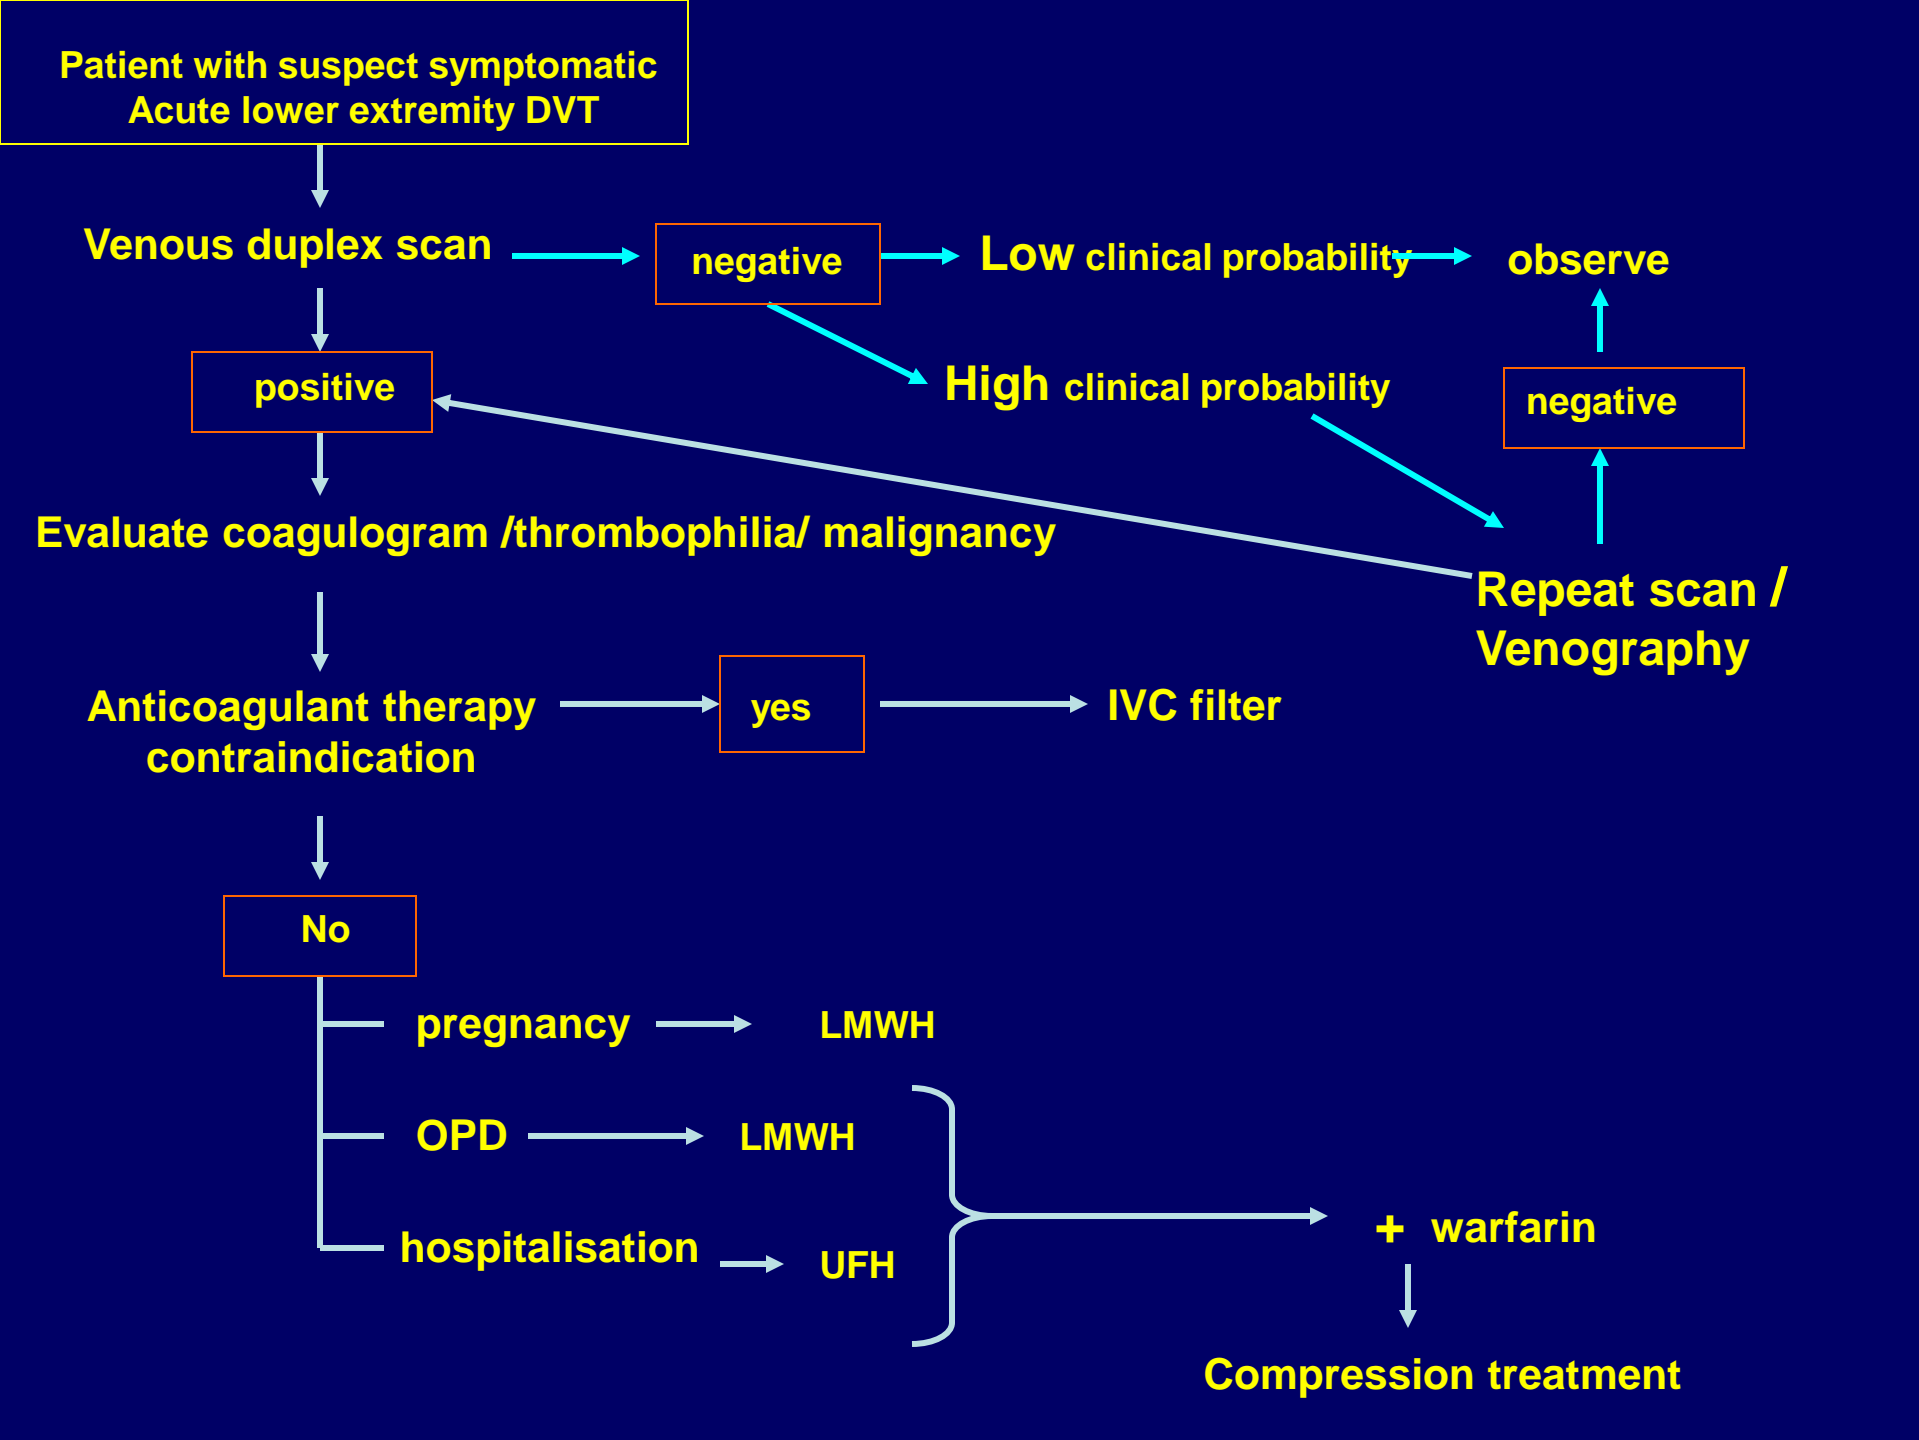 Patient with suspect symptomatic
Acute lower extremity DVT
Venous duplex scan
negative
Low clinical probability
observe
positive
High clinical probability
negative
Evaluate coagulogram /thrombophilia/ malignancy
Repeat scan /
Venography
Anticoagulant therapy
contraindication
yes
IVC filter
No
pregnancy
LMWH
OPD
LMWH
hospitalisation
UFH
+ warfarin
Compression treatment